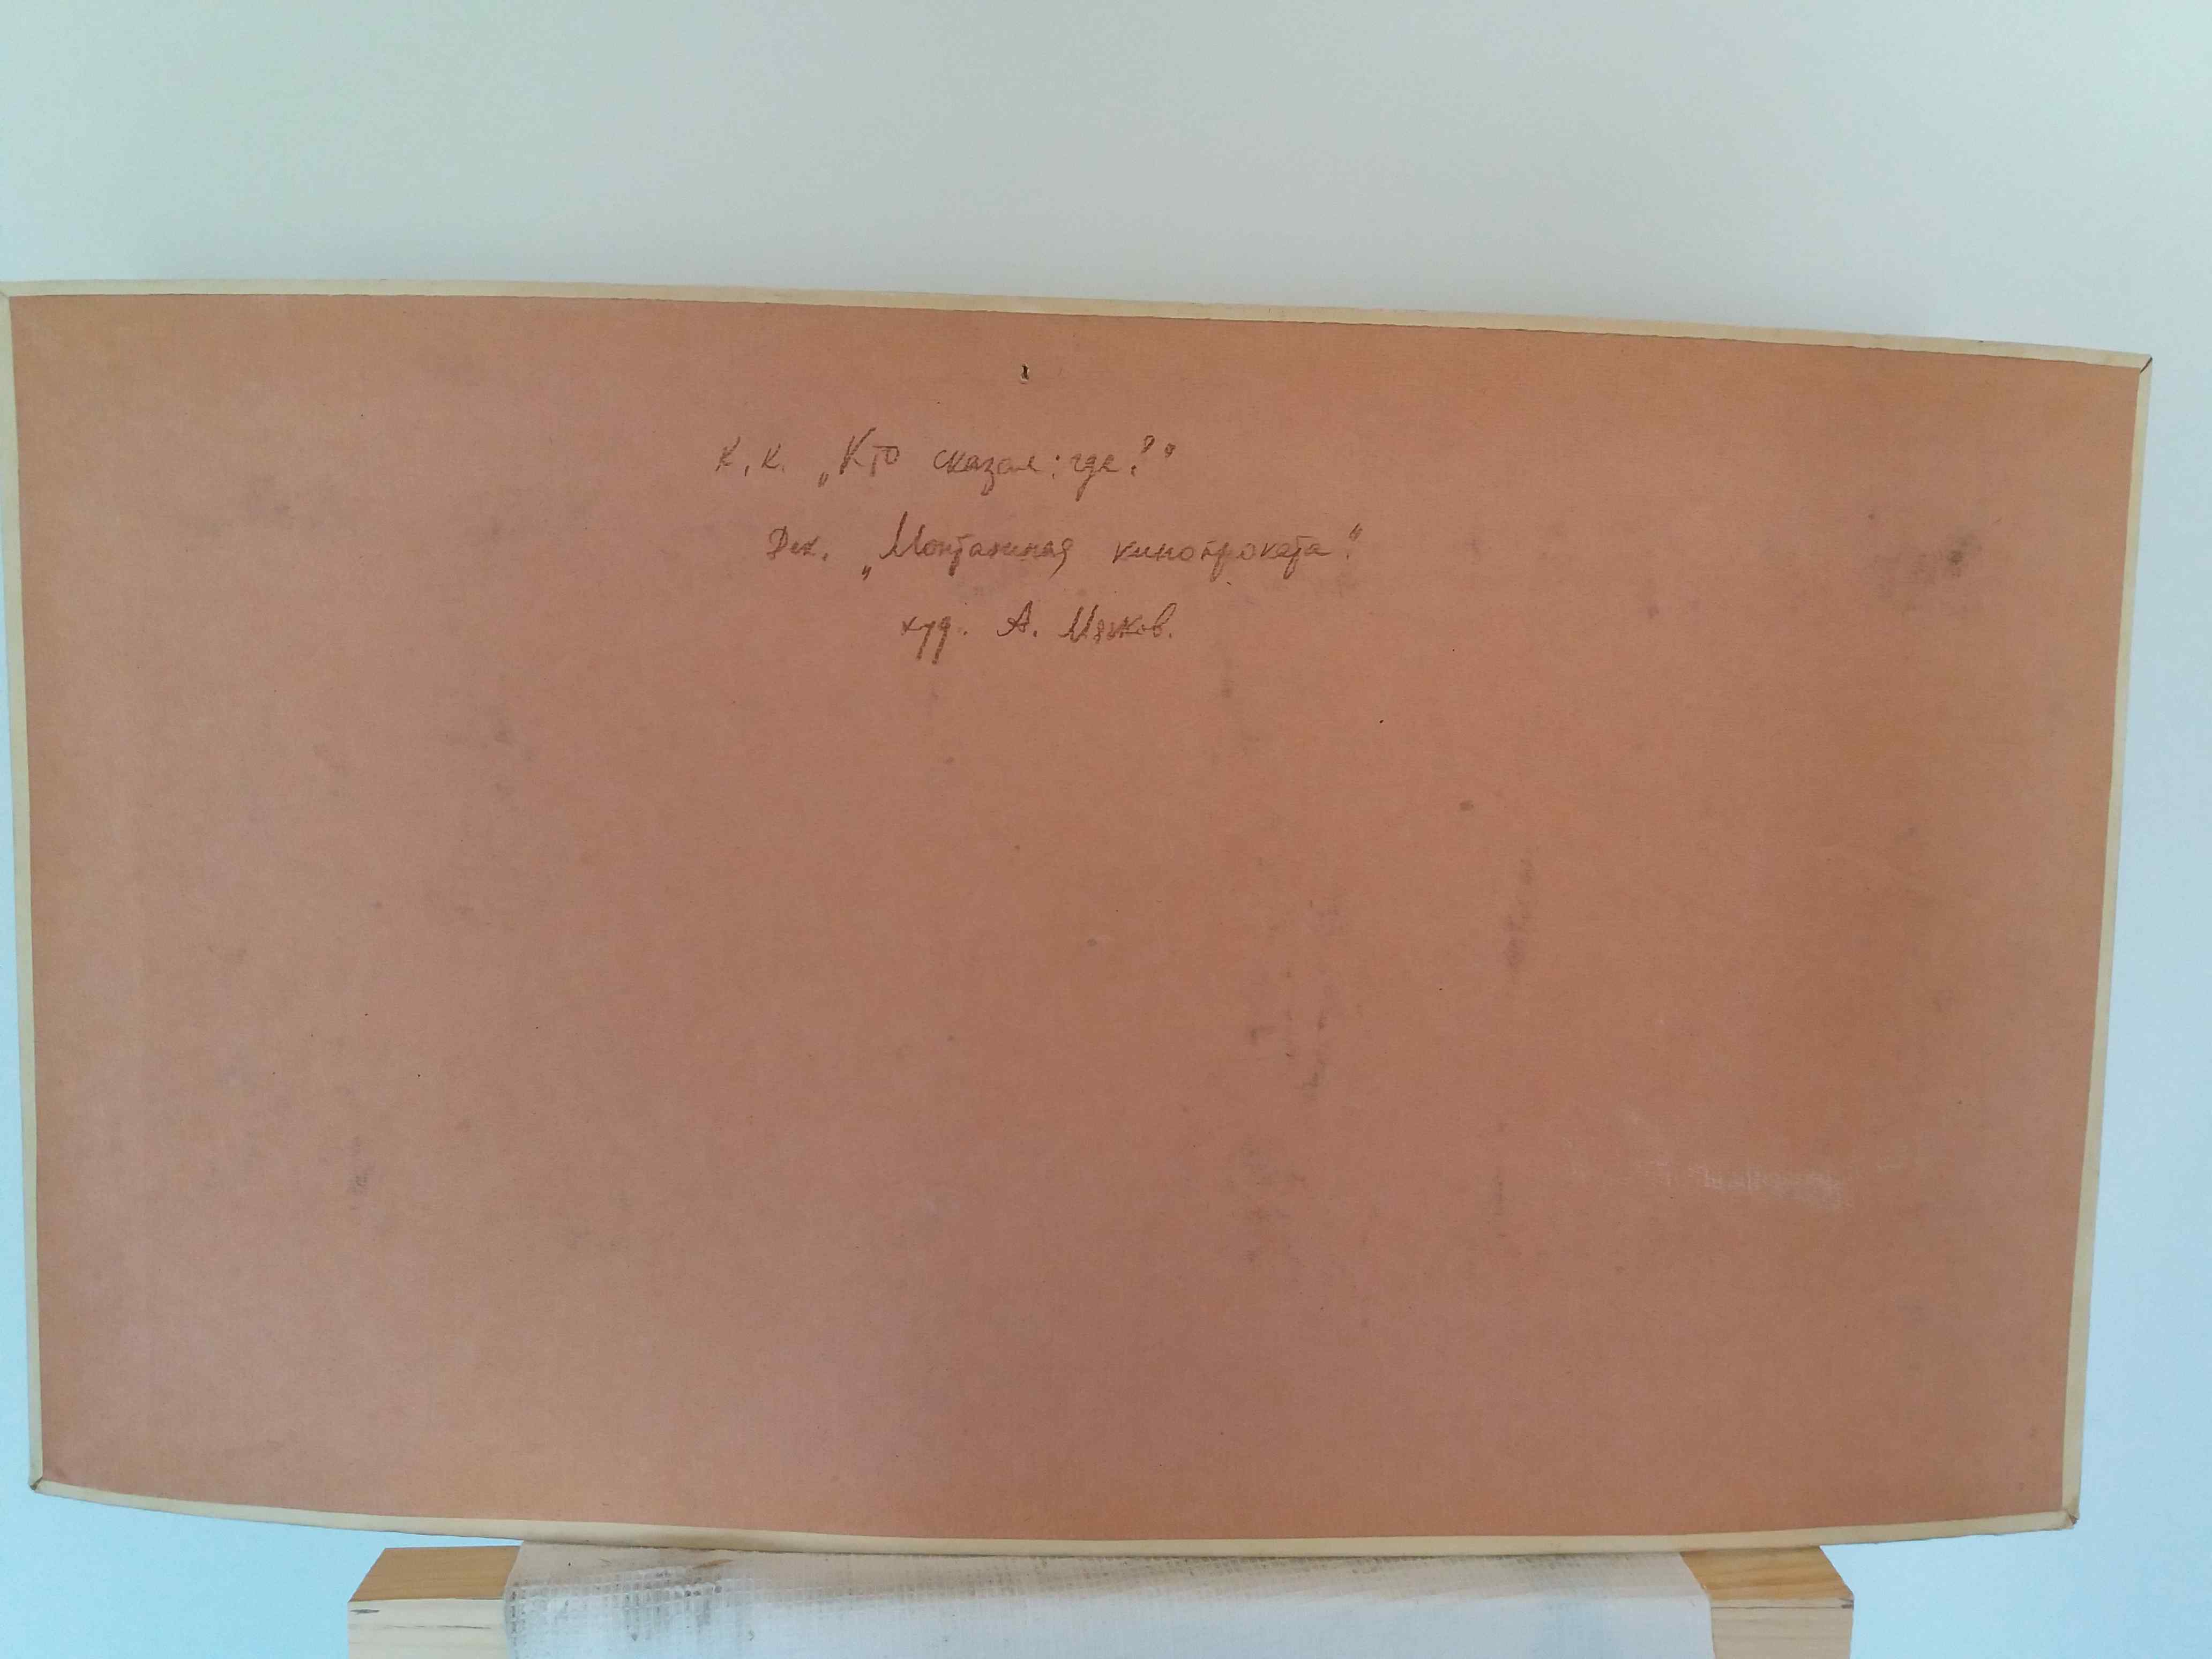 к.к. „Кто сказал: где?"
Дек. „Монтажная кинопроката."
худ. А. Мягков.